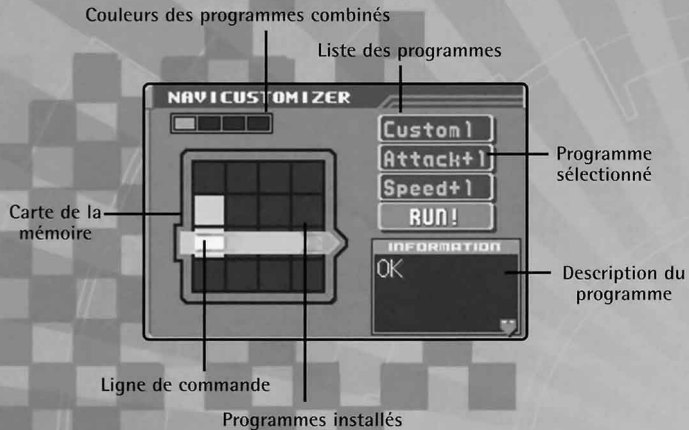 Couleurs des programmes combinés
Liste des programmes
NAVICUSTOMIZER
Custom1
Attack+1
Speed+1
RUN!
Programme
sélectionné
Carte de la
mémoire
INFORMATION
OK
Description du
programme
Ligne de commande
Programmes installés